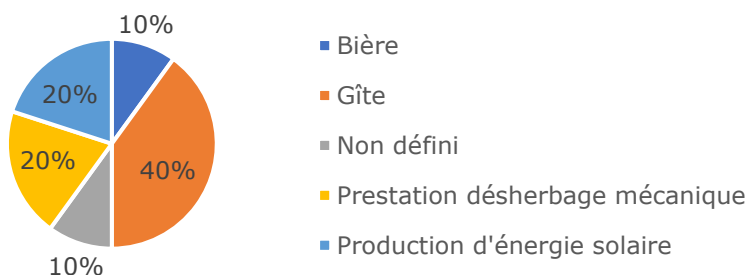 10%
20%
20%
40%
10%
Bière
Gîte
Non défini
Prestation désherbage mécanique
Production d'énergie solaire